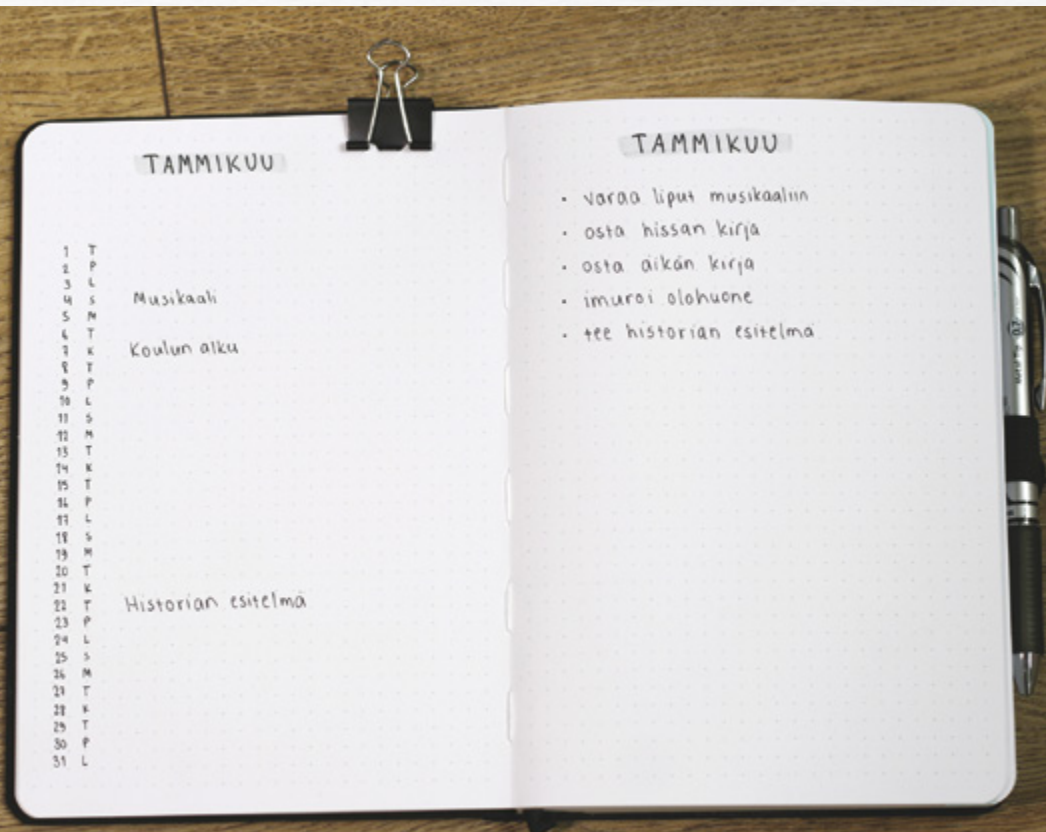 TAMMIKUU
1 T
2 P
3 L
4 S Musikaali
5 M
6 T
7 K Koulun alku
8 T
9 P
10 L
11 S
12 M
13 T
14 K
15 T
16 P
17 L
18 S
19 M
20 T
21 K
22 T Historian esitelmä
23 P
24 L
25 S
26 M
27 T
28 K
29 T
30 P
31 L
TAMMIKUU
• varaa liput musikaaliin
• osta hissan kirja
• osta äikän kirja
• imuroi olohuone
• tee historian esitelmä
0.7